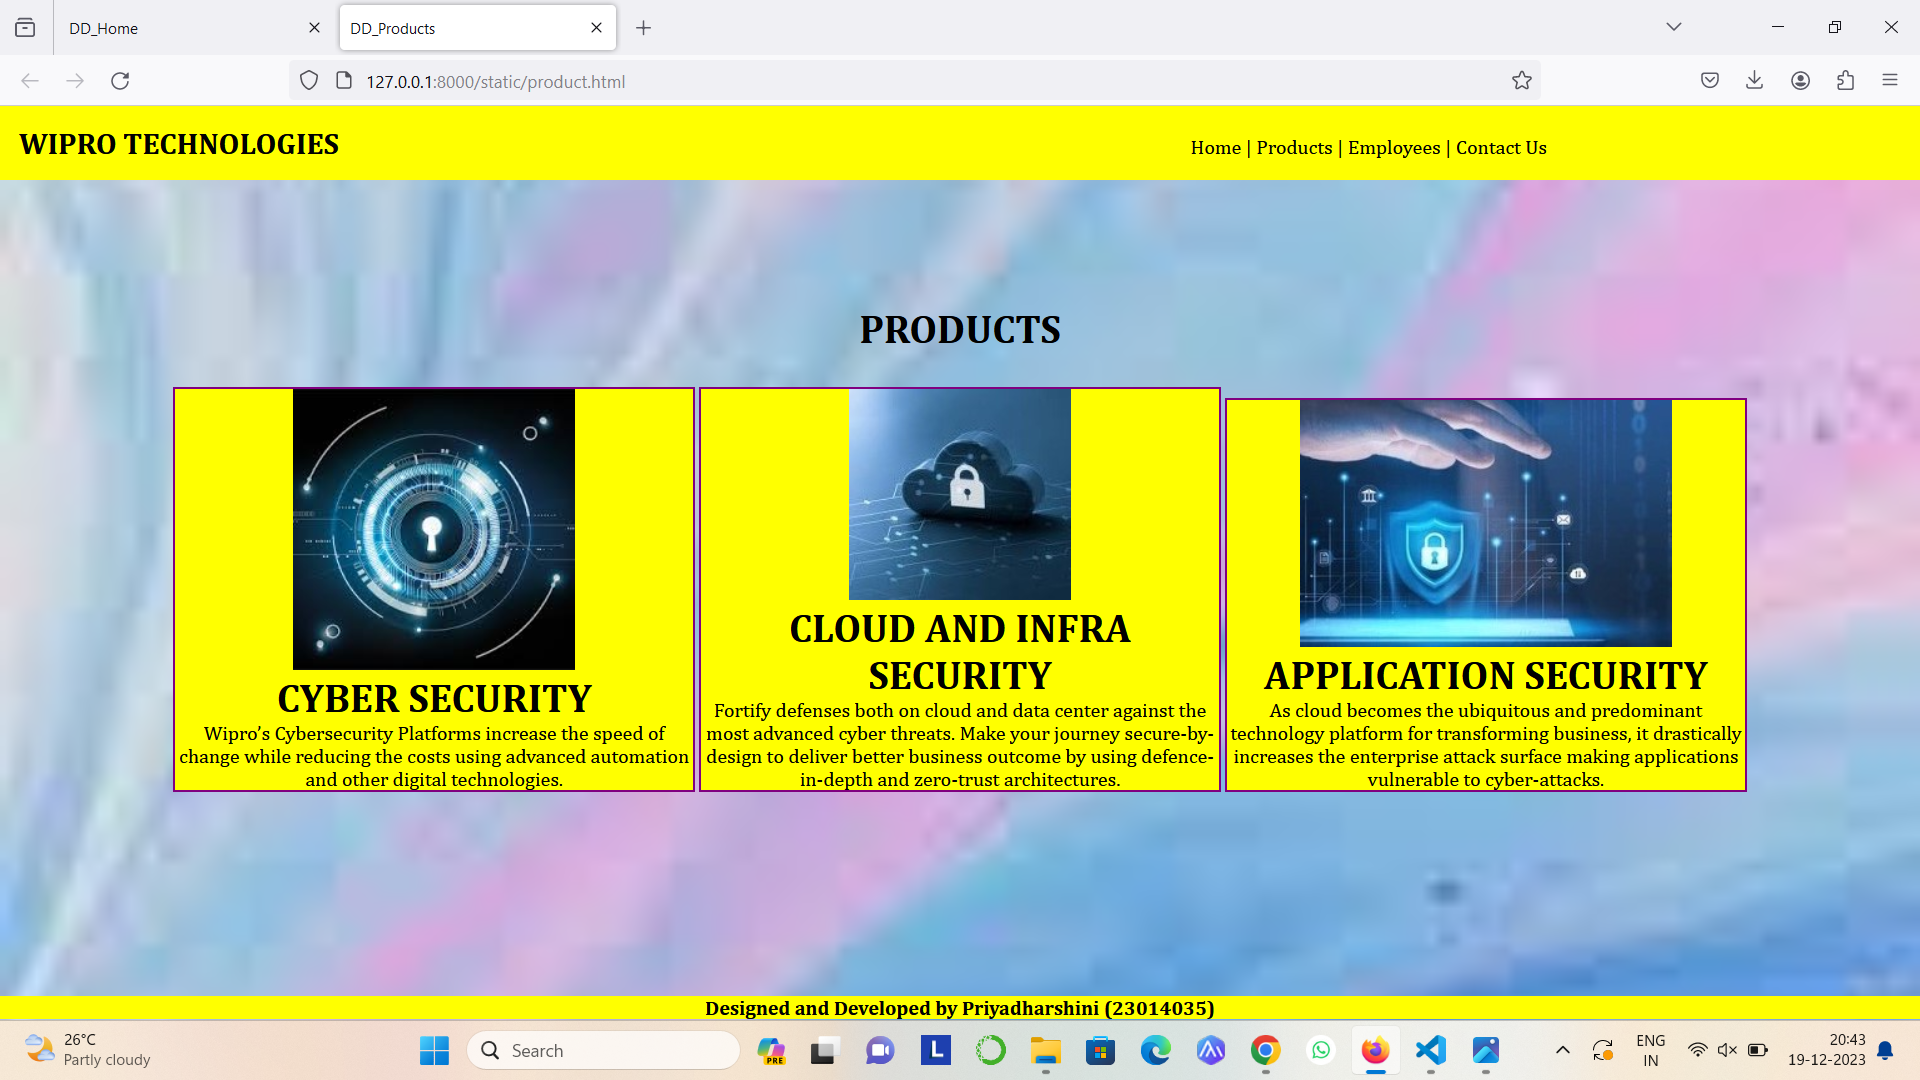 DD_Home
DD_Products
127.0.0.1:8000/static/product.html
WIPRO TECHNOLOGIES
Home | Products | Employees | Contact Us
PRODUCTS
CYBER SECURITY
Wipro’s Cybersecurity Platforms increase the speed of
change while reducing the costs using advanced automation
and other digital technologies.
CLOUD AND INFRA
SECURITY
Fortify defenses both on cloud and data center against the
most advanced cyber threats. Make your journey secure-by-
design to deliver better business outcome by using defence-
in-depth and zero-trust architectures.
APPLICATION SECURITY
As cloud becomes the ubiquitous and predominant
technology platform for transforming business, it drastically
increases the enterprise attack surface making applications
vulnerable to cyber-attacks.
Designed and Developed by Priyadharshini (23014035)
26°C
Partly cloudy
Search
PRE
L
ENG
IN
20:43
19-12-2023